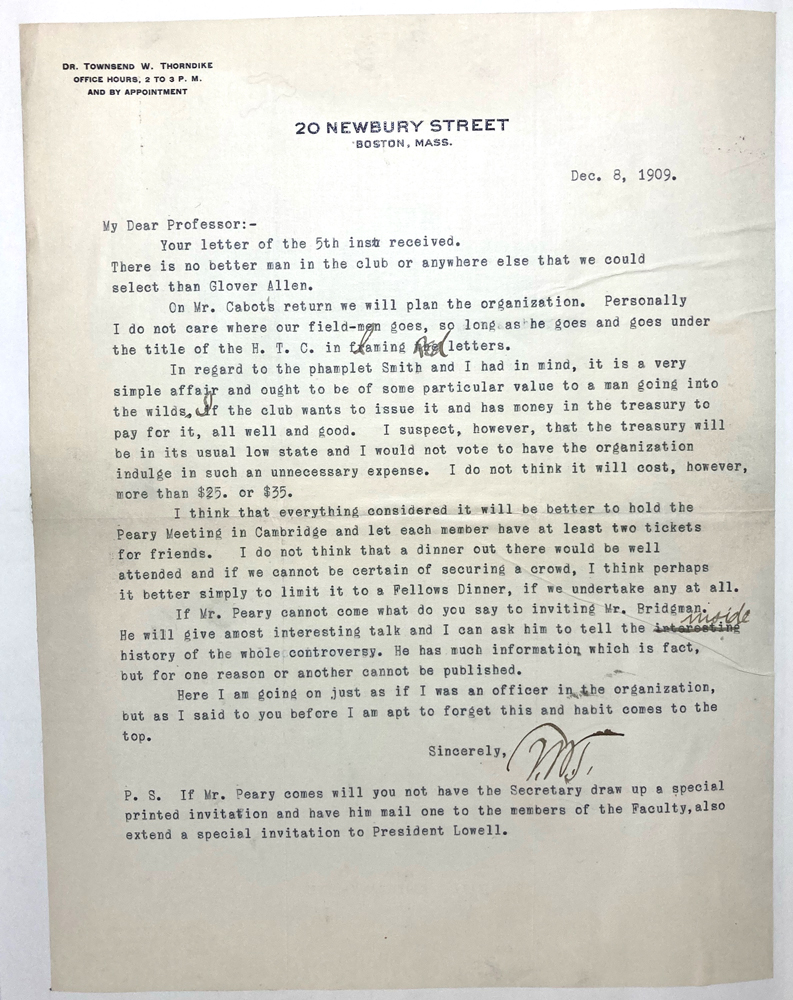 DR. TOWNSEND W. THORNDIKE
OFFICE HOURS, 2 TO 3 P. M.
AND BY APPOINTMENT
20 NEWBURY STREET
BOSTON, MASS.
Dec. 8, 1909.
My Dear Professor:-
Your letter of the 5th inst received.
There is no better man in the club or anywhere else that we could
select than Glover Allen.
On Mr. Cabot's return we will plan the organization. Personally
I do not care where our field-man goes, so long as he goes and goes under
the title of the H. T. C. in flaming Red letters.
In regard to the phamplet Smith and I had in mind, it is a very
simple affair and ought to be of some particular value to a man going into
the wilds. If the club wants to issue it and has money in the treasury to
pay for it, all well and good. I suspect, however, that the treasury will
be in its usual low state and I would not vote to have the organization
indulge in such an unnecessary expense. I do not think it will cost, however,
more than $25. or $35.
I think that everything considered it will be better to hold the
Peary Meeting in Cambridge and let each member have at least two tickets
for friends. I do not think that a dinner out there would be well
attended and if we cannot be certain of securing a crowd, I think perhaps
it better simply to limit it to a Fellows Dinner, if we undertake any at all.
If Mr. Peary cannot come what do you say to inviting Mr. Bridgman.
He will give amost interesting talk and I can ask him to tell the interesting inside
history of the whole controversy. He has much information which is fact,
but for one reason or another cannot be published.
Here I am going on just as if I was an officer in the organization,
but as I said to you before I am apt to forget this and habit comes to the
top.
Sincerely, T.W.T.
P. S. If Mr. Peary comes will you not have the Secretary draw up a special
printed invitation and have him mail one to the members of the Faculty,also
extend a special invitation to President Lowell.